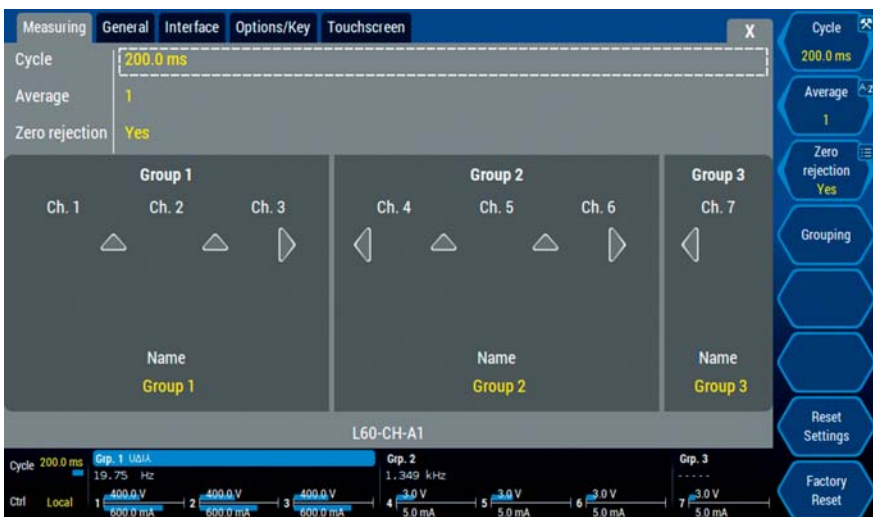 Measuring General Interface Options/Key Touchscreen X
Cycle 200.0 ms
Average 1
Zero rejection Yes
Group 1 Group 2 Group 3
Ch. 1 Ch. 2 Ch. 3 Ch. 4 Ch. 5 Ch. 6 Ch. 7
Name Name Name
Group 1 Group 2 Group 3
L60-CH-A1
Cycle
200.0 ms
Average
1
Zero
rejection
Yes
Grouping
Reset
Settings
Factory
Reset
Cycle 200.0 ms Grp. 1 UΔIA Grp. 2 Grp. 3
19.75 Hz 1.349 kHz -----
Ctrl Local
1 400.0 V 2 400.0 V 3 400.0 V 4 3.0 V 5 3.0 V 6 3.0 V 7 3.0 V
600.0 mA 600.0 mA 600.0 mA 5.0 mA 5.0 mA 5.0 mA 5.0 mA